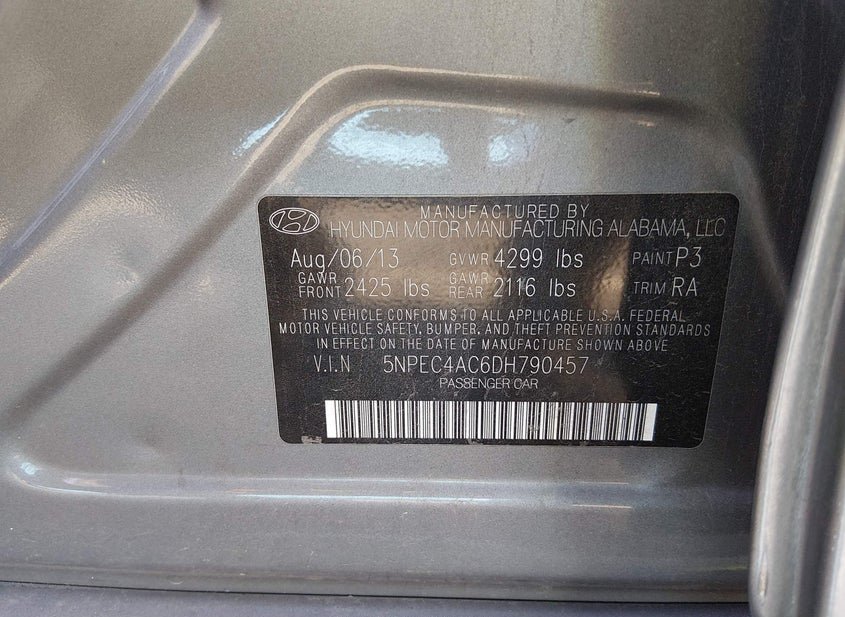 MANUFACTURED BY
HYUNDAI MOTOR MANUFACTURING ALABAMA, LLC
Aug/06/13 GVWR 4299 lbs PAINT P3
GAWR FRONT 2425 lbs GAWR REAR 2116 lbs TRIM RA
THIS VEHICLE CONFORMS TO ALL APPLICABLE U.S.A. FEDERAL
MOTOR VEHICLE SAFETY, BUMPER, AND THEFT PREVENTION STANDARDS
IN EFFECT ON THE DATE OF MANUFACTURE SHOWN ABOVE.
V.I.N 5NPEC4AC6DH790457
PASSENGER CAR